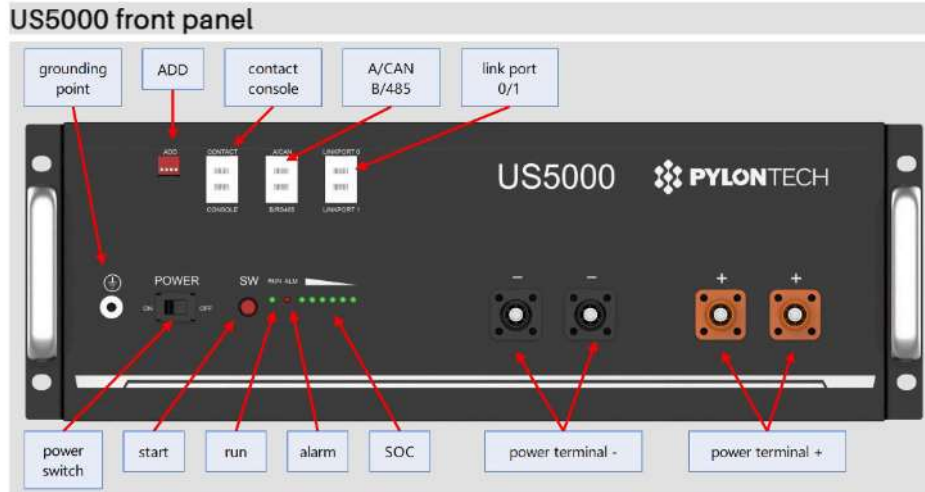 US5000 front panel
grounding
point
ADD
contact
console
A/CAN
B/485
link port
0/1
ADD
CONTACT
A/CAN
LINKPORT 0
CONSOLE
B/RS485
LINKPORT 1
US5000
PYLONTECH
POWER
ON
OFF
SW
RUN
ALM
−
−
+
+
power
switch
start
run
alarm
SOC
power terminal -
power terminal +